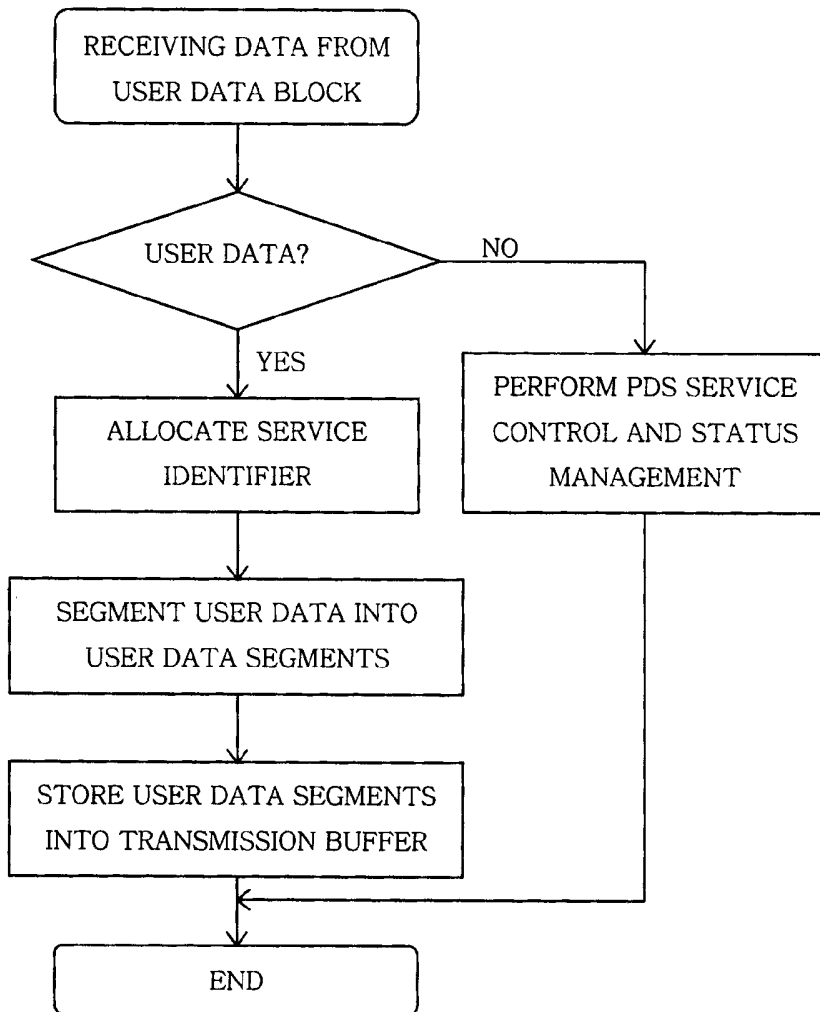 RECEIVING DATA FROM
USER DATA BLOCK
USER DATA?
NO
YES
PERFORM PDS SERVICE
CONTROL AND STATUS
MANAGEMENT
ALLOCATE SERVICE
IDENTIFIER
SEGMENT USER DATA INTO
USER DATA SEGMENTS
STORE USER DATA SEGMENTS
INTO TRANSMISSION BUFFER
END